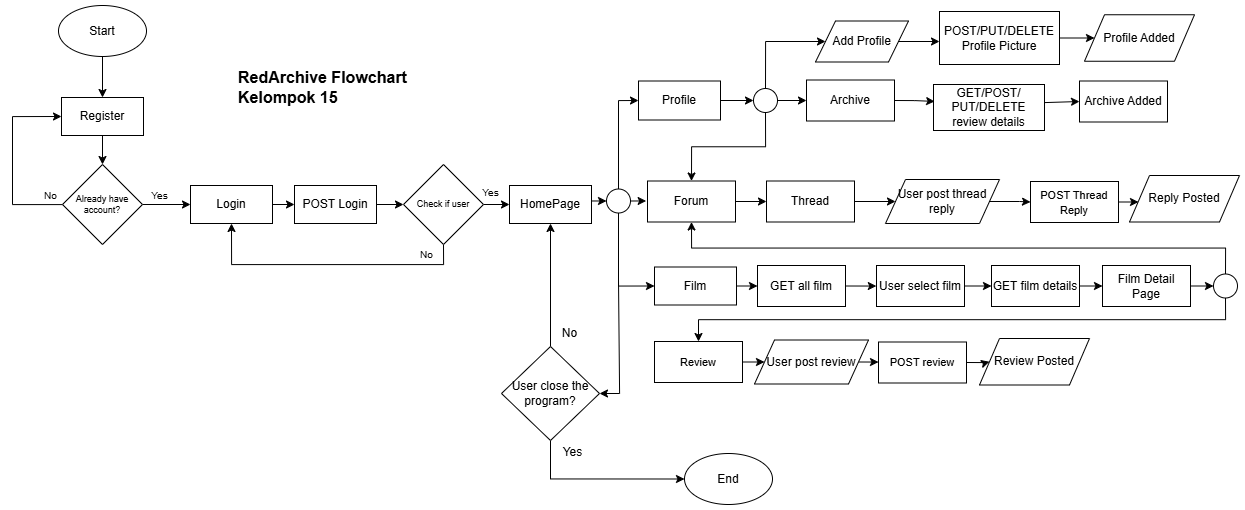 Start
RedArchive Flowchart
Kelompok 15
Register
No
Already have
account?
Yes
Login
POST Login
Check if user
Yes
No
HomePage
Profile
Add Profile
POST/PUT/DELETE
Profile Picture
Profile Added
Archive
GET/POST/
PUT/DELETE
review details
Archive Added
Forum
Thread
User post thread
reply
POST Thread
Reply
Reply Posted
Film
GET all film
User select film
GET film details
Film Detail
Page
Review
User post review
POST review
Review Posted
No
User close the
program?
Yes
End